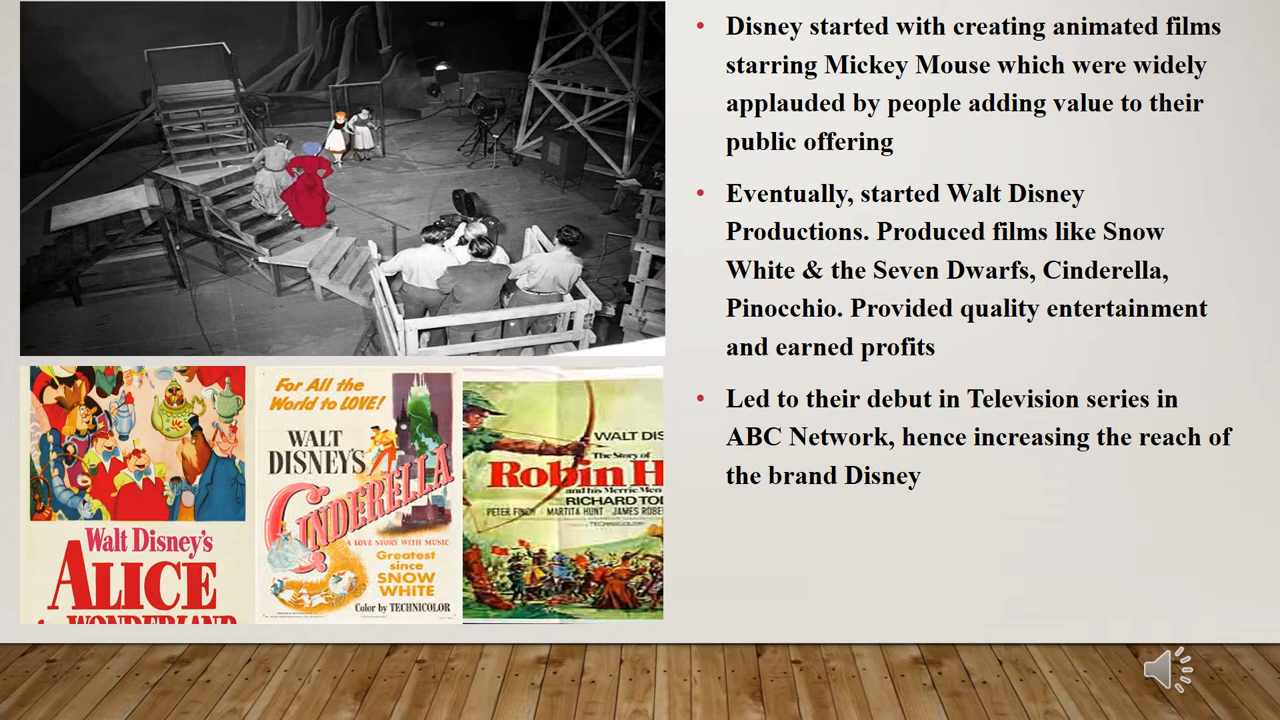 Disney started with creating animated films
starring Mickey Mouse which were widely
applauded by people adding value to their
public offering
Eventually, started Walt Disney
Productions. Produced films like Snow
White & the Seven Dwarfs, Cinderella,
Pinocchio. Provided quality entertainment
and earned profits
Led to their debut in Television series in
ABC Network, hence increasing the reach of
the brand Disney
Walt Disney's
ALICE
in WONDERLAND
For All the
World to LOVE!
WALT
DISNEY'S
CINDERELLA
A LOVE STORY WITH MUSIC
Greatest
since
SNOW
WHITE
Color by TECHNICOLOR
WALT DIS
The Story of
Robin H
and his Merrie Men
RICHARD TO
PETER FINCH MARTITA HUNT JAMES ROBE
TECHNICOLOR